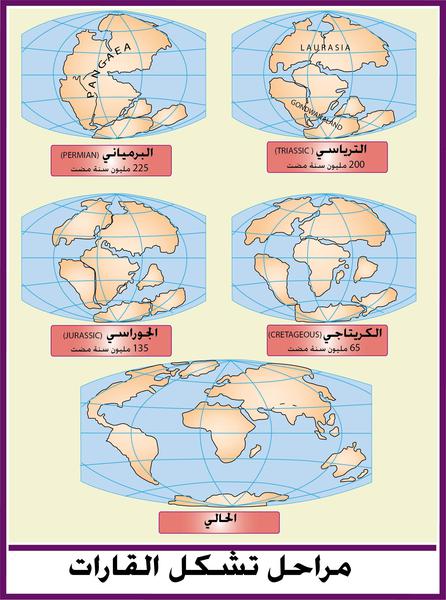 PANGAEA
البرمياني (PERMIAN)
225 مليون سنة مضت
LAURASIA
GONDWANALAND
الترياسي (TRIASSIC )
200 مليون سنة مضت
الجوراسي (JURASSIC)
135 مليون سنة مضت
الكريتاجي (CRETAGEOUS)
65 مليون سنة مضت
الحالي
مراحل تشكل القارات